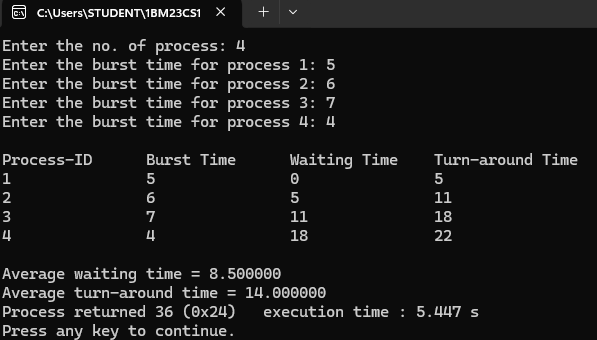 C:\Users\STUDENT\1BM23CS1
Enter the no. of process: 4
Enter the burst time for process 1: 5
Enter the burst time for process 2: 6
Enter the burst time for process 3: 7
Enter the burst time for process 4: 4
Process-ID Burst Time Waiting Time Turn-around Time
1 5 0 5
2 6 5 11
3 7 11 18
4 4 18 22
Average waiting time = 8.500000
Average turn-around time = 14.000000
Process returned 36 (0x24) execution time : 5.447 s
Press any key to continue.